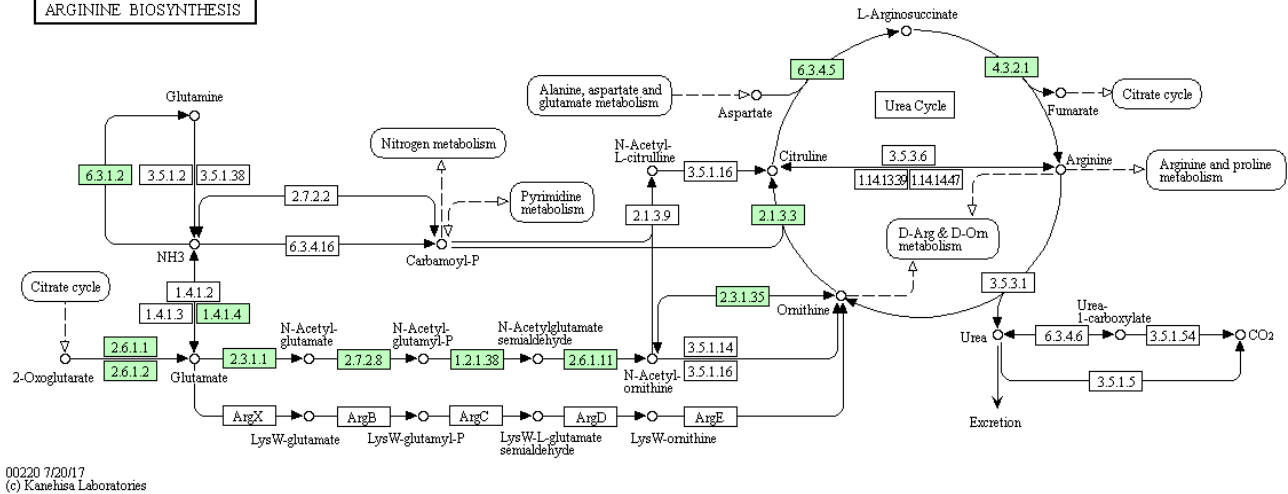 ARGININE BIOSYNTHESIS
L-Arginosuccinate
6.3.4.5
4.3.2.1
Alanine, aspartate and
glutamate metabolism
Aspartate
Urea Cycle
Fumarate
Citrate cycle
Glutamine
Nitrogen metabolism
N-Acetyl-
L-citrulline
3.5.1.16
Citruline
3.5.3.6
1.14.13.39
1.14.14.47
Arginine
Arginine and proline
metabolism
6.3.1.2
3.5.1.2
3.5.1.38
2.7.2.2
Pyrimidine
metabolism
2.1.3.9
2.1.3.3
D-Arg & D-Orn
metabolism
NH3
6.3.4.16
Carbamoyl-P
Citrate cycle
1.4.1.2
1.4.1.3
1.4.1.4
2.3.1.35
Ornithine
3.5.3.1
2.6.1.1
2.6.1.2
2-Oxoglutarate
Glutamate
2.3.1.1
N-Acetyl-
glutamate
2.7.2.8
N-Acetyl-
glutamyl-P
1.2.1.38
N-Acetylglutamate
semialdehyde
2.6.1.11
N-Acetyl-
ornithine
3.5.1.14
3.5.1.16
Urea
6.3.4.6
Urea-
1-carboxylate
3.5.1.54
CO2
3.5.1.5
Excretion
ArgX
LysW-glutamate
ArgB
LysW-glutamyl-P
ArgC
LysW-L-glutamate
semialdehyde
ArgD
LysW-ornithine
ArgE
00220 7/20/17
(c) Kanehisa Laboratories